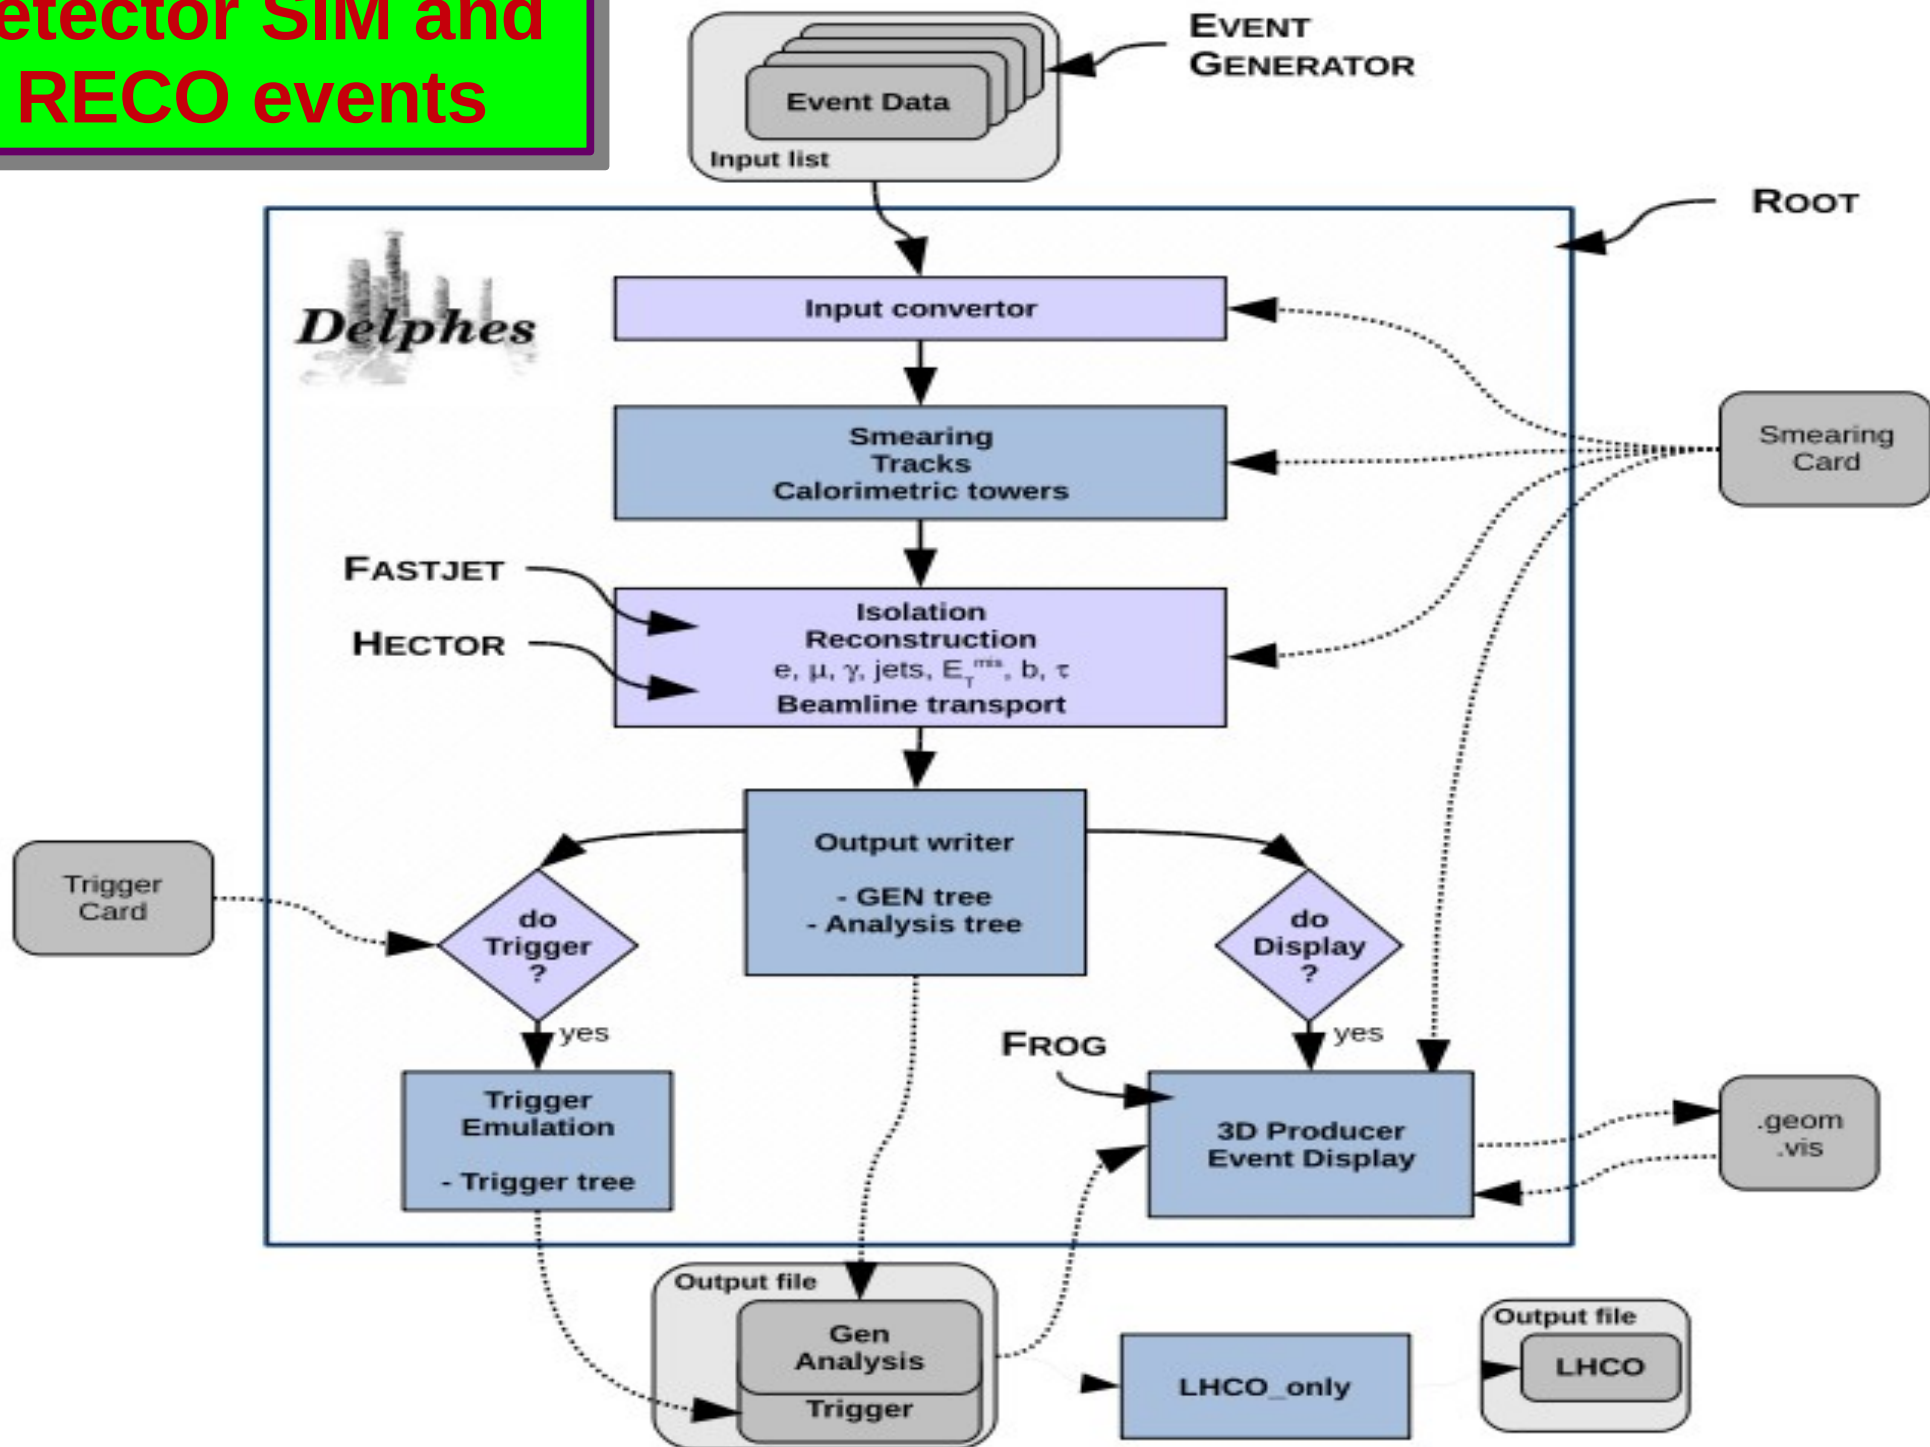 etector SIM and
RECO events
EVENT
GENERATOR
Event Data
Input list
ROOT
Delphes
Input convertor
Smearing
Tracks
Calorimetric towers
Smearing
Card
FASTJET
HECTOR
Isolation
Reconstruction
e, μ, γ, jets, E_T^mis, b, τ
Beamline transport
Output writer
- GEN tree
- Analysis tree
Trigger
Card
do
Trigger
?
do
Display
?
yes
yes
FROG
Trigger
Emulation
- Trigger tree
3D Producer
Event Display
.geom
.vis
Output file
Gen
Analysis
Trigger
LHCO_only
Output file
LHCO